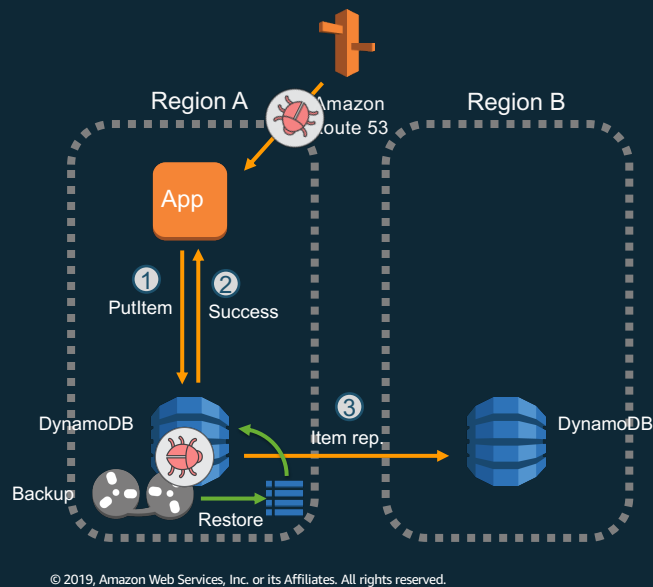 Region A
Amazon
oute 53
Region B
App
1
PutItem
2
Success
3
Item rep.
DynamoDB
DynamoDB
Backup
Restore
© 2019, Amazon Web Services, Inc. or its Affiliates. All rights reserved.